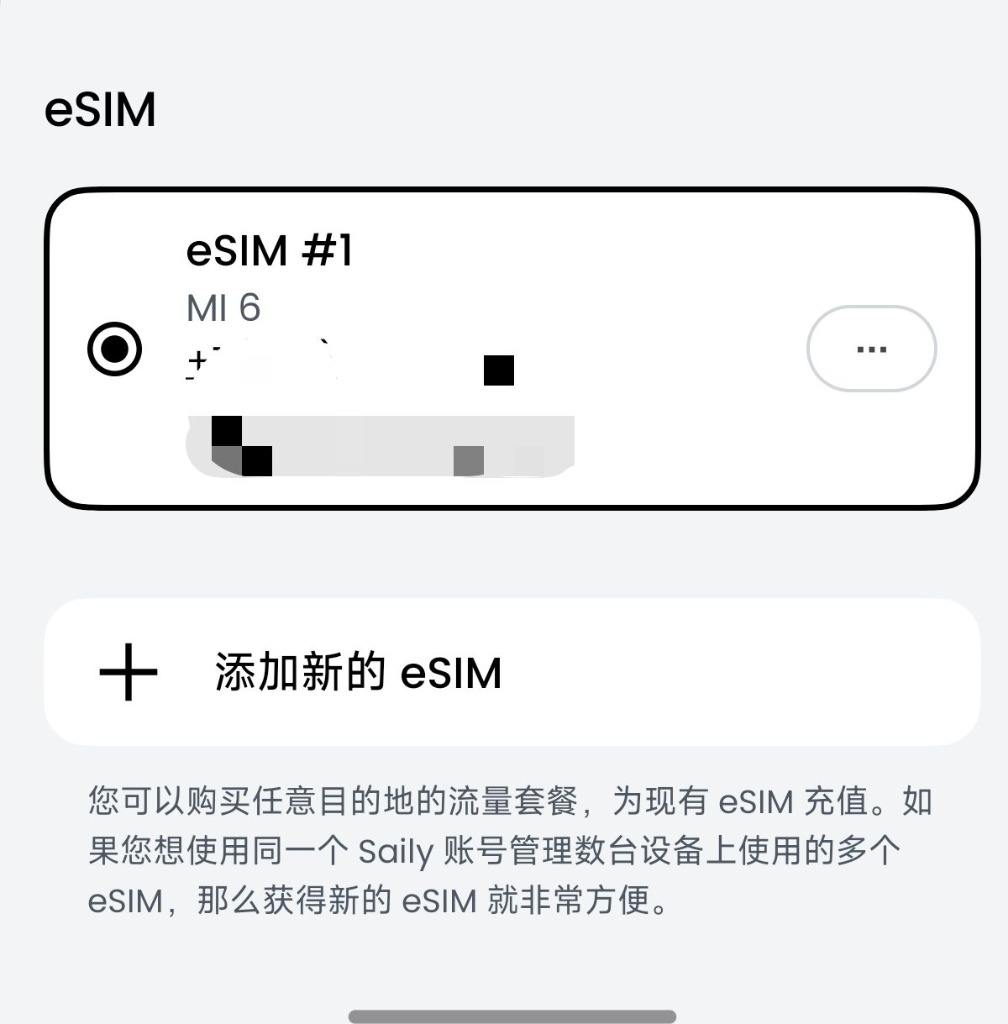 eSIM
eSIM #1
MI 6
...
添加新的 eSIM
您可以购买任意目的地的流量套餐，为现有 eSIM 充值。如
果您想使用同一个 Saily 账号管理数台设备上使用的多个
eSIM，那么获得新的 eSIM 就非常方便。